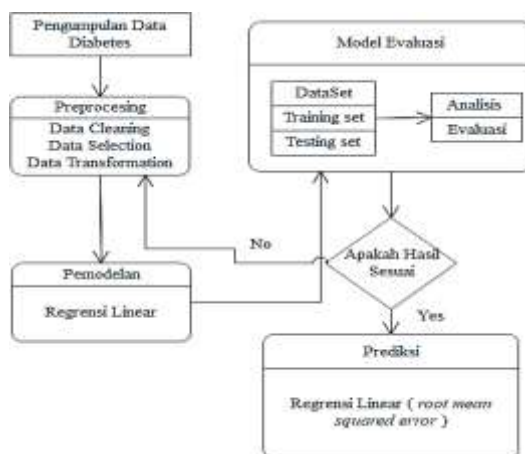 Pengumpulan Data
Diabetes
Preprocesing
Data Cleaning
Data Selection
Data Transformation
Pemodelan
Regrensi Linear
Model Evaluasi
DataSet
Training set
Testing set
Analisis
Evaluasi
No
Apakah Hasil
Sesuai
Yes
Prediksi
Regrensi Linear ( root mean
squared error )